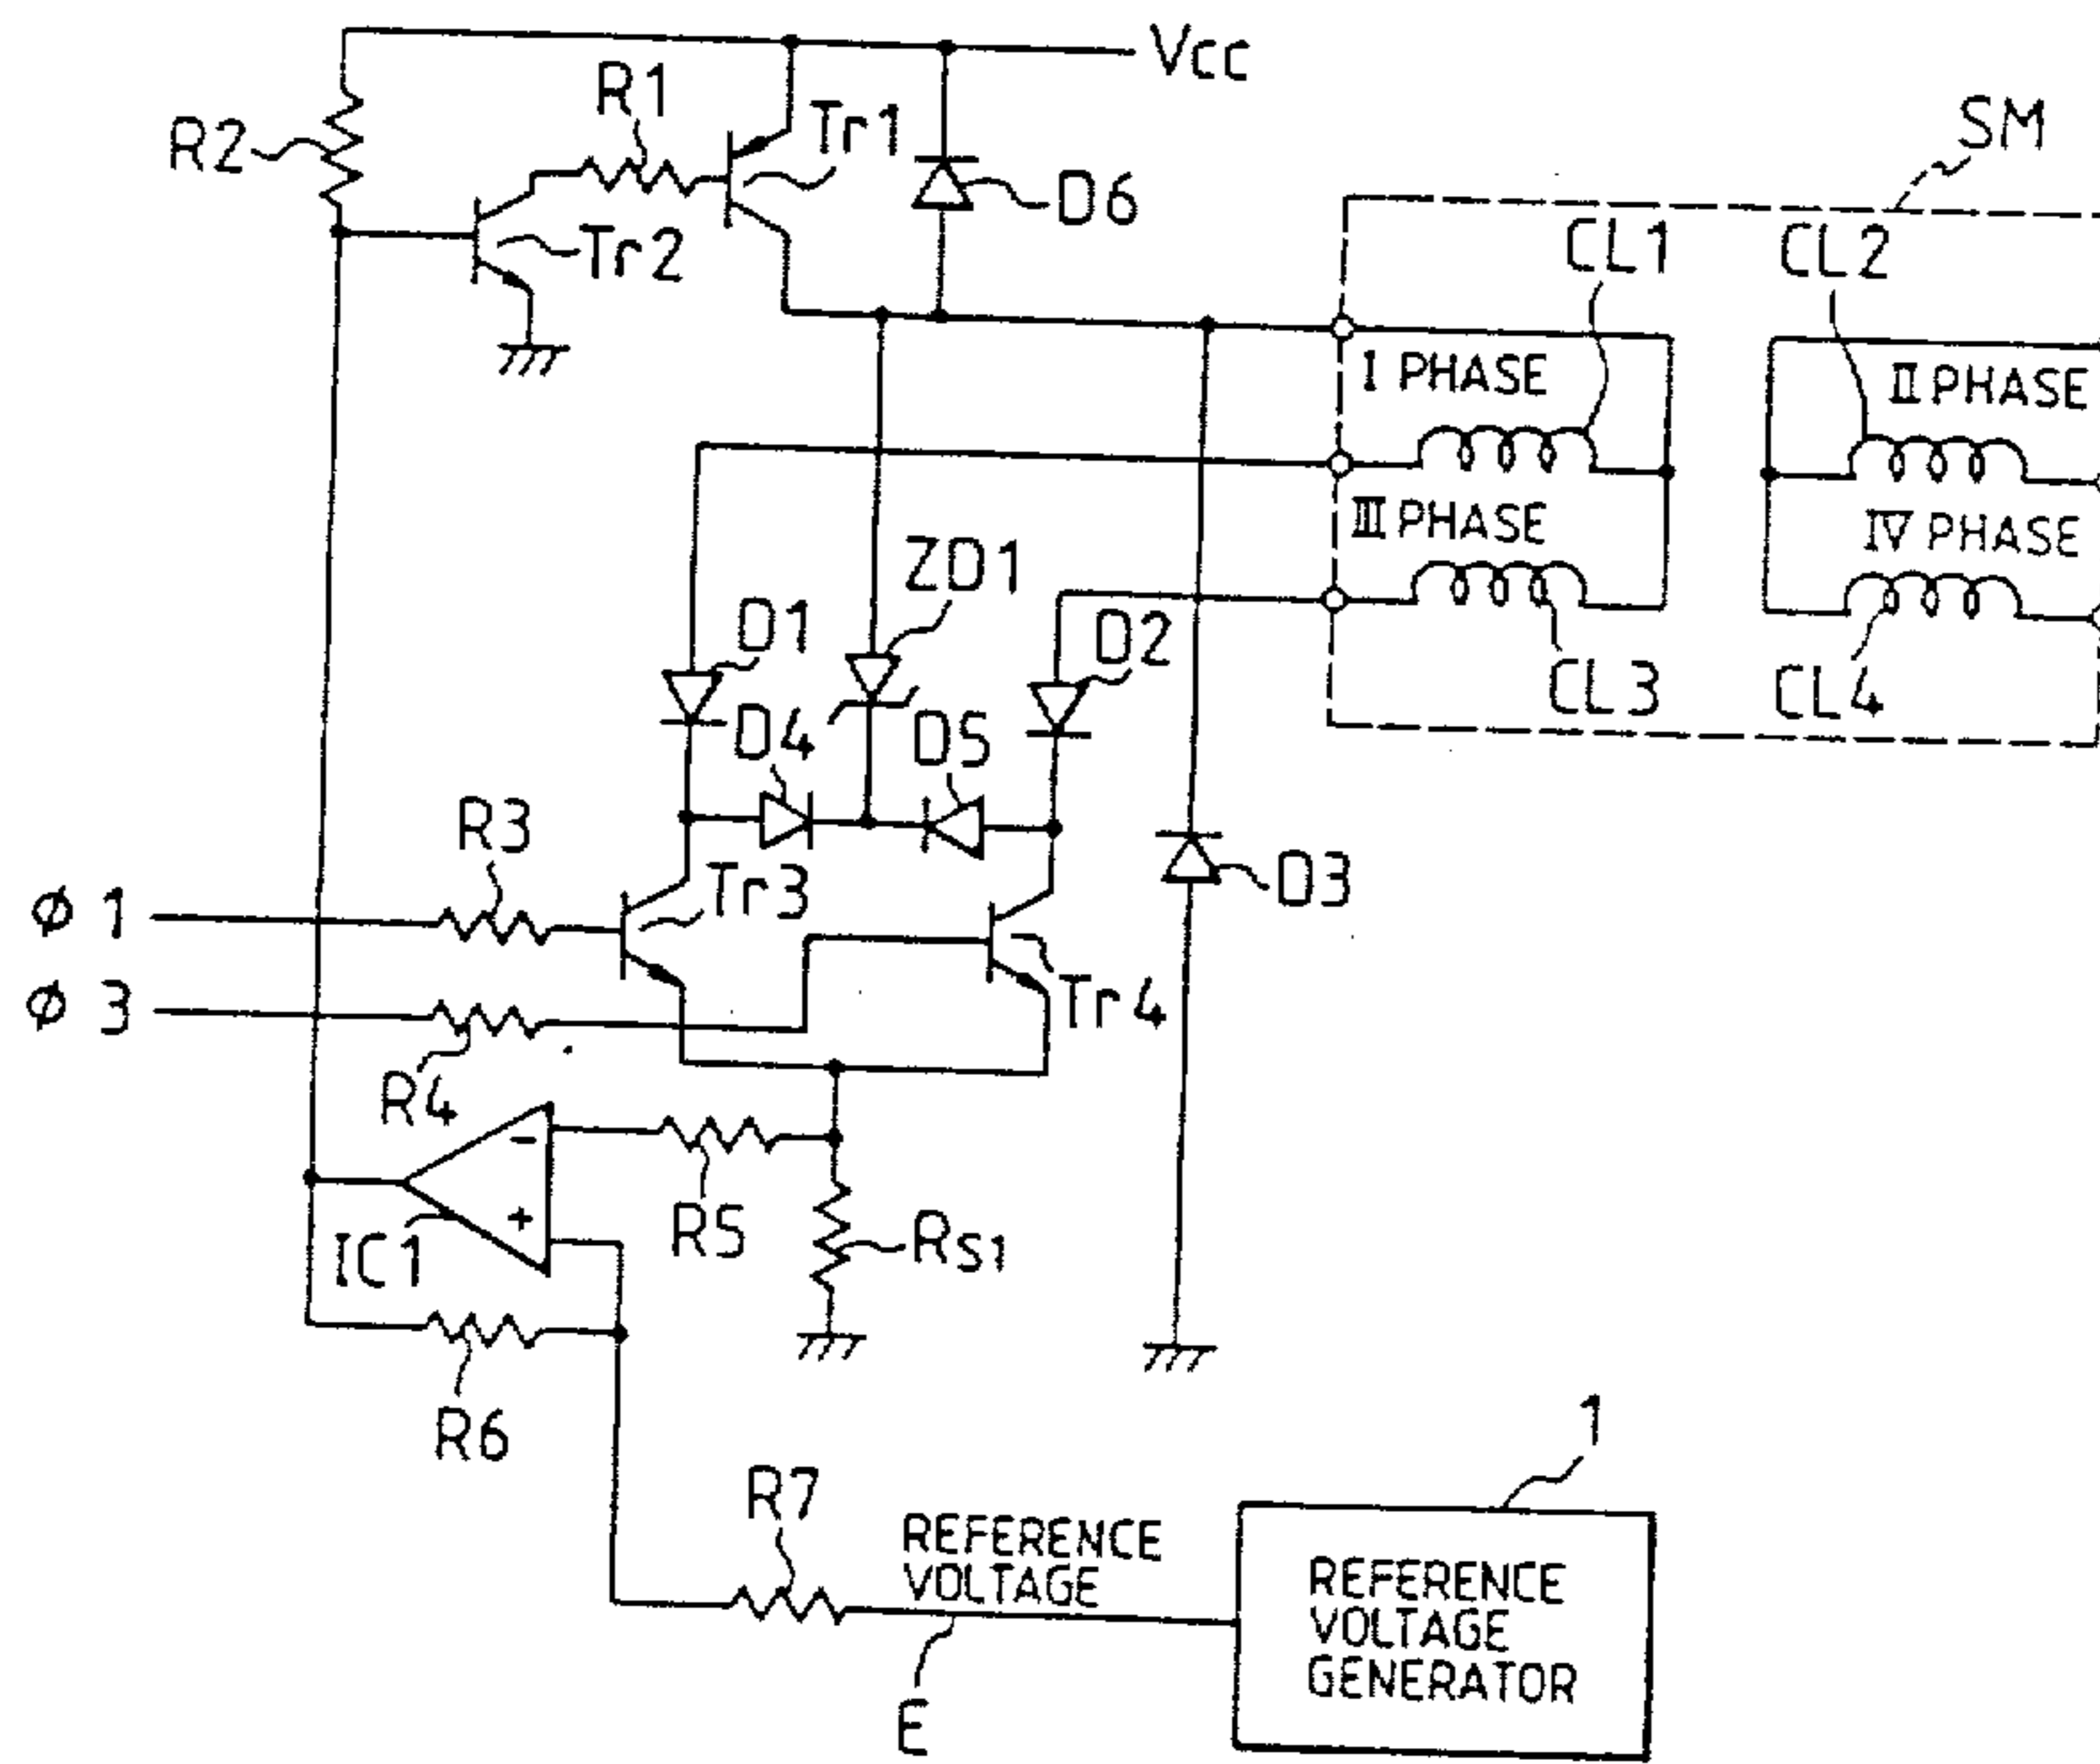 Vcc
R1
Tr1
SM
R2
D6
Tr2
CL1
CL2
I PHASE
II PHASE
III PHASE
IV PHASE
ZD1
D1
D2
CL3
CL4
D4
D5
R3
Tr3
D3
ø 1
ø 3
Tr4
R4
-
+
R5
RS1
IC1
R6
1
R7
REFERENCE
VOLTAGE
REFERENCE
VOLTAGE
GENERATOR
E